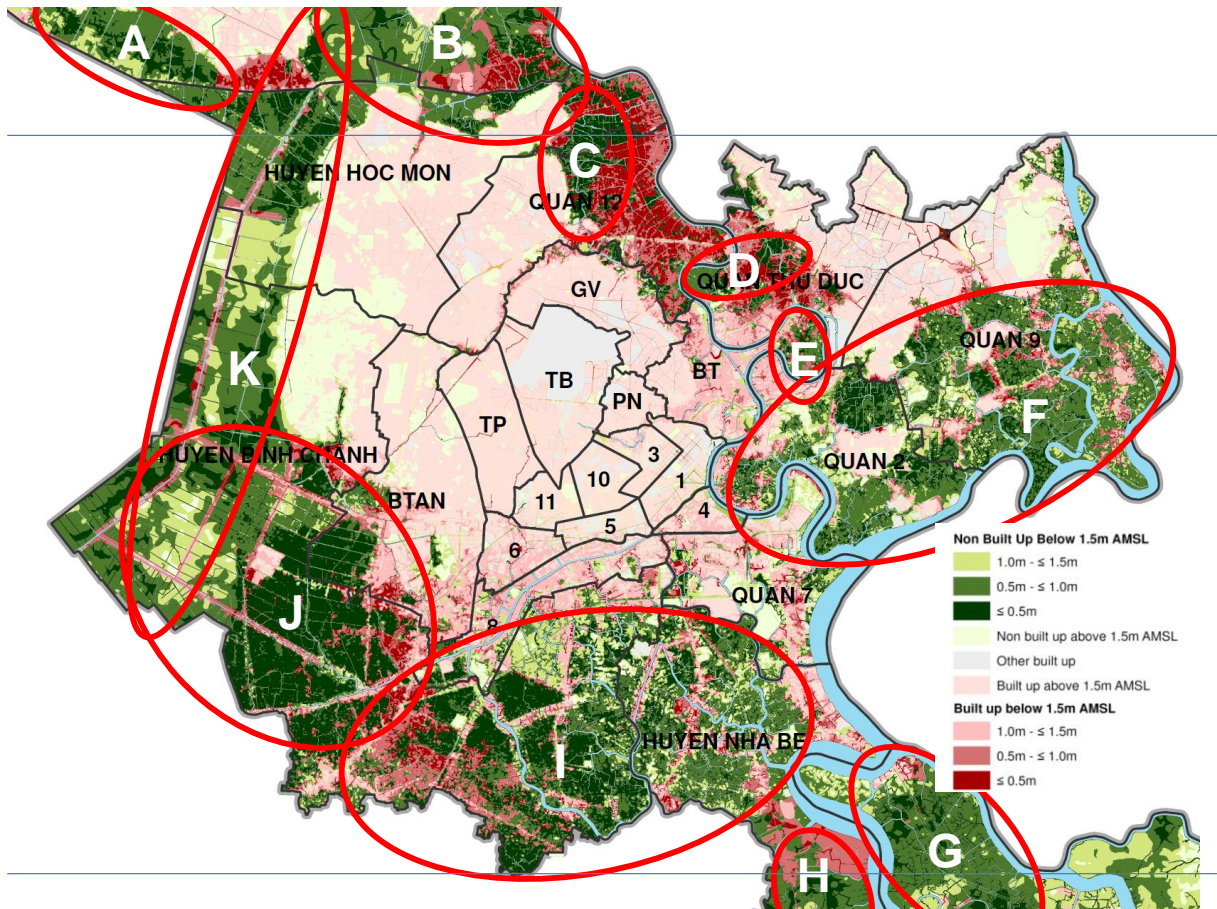 A
B
C
HUYEN HOC MON
QUAN 12
D
QUAN THU DUC
GV
E
QUAN 9
K
TB
BT
PN
F
TP
HUYEN BINH CHANH
3
QUAN 2
10
1
BTAN
11
4
5
6
Non Built Up Below 1.5m AMSL
1.0m - ≤ 1.5m
0.5m - ≤ 1.0m
≤ 0.5m
Non built up above 1.5m AMSL
Other built up
Built up above 1.5m AMSL
Built up below 1.5m AMSL
1.0m - ≤ 1.5m
0.5m - ≤ 1.0m
≤ 0.5m
QUAN 7
J
8
HUYEN NHA BE
I
G
H